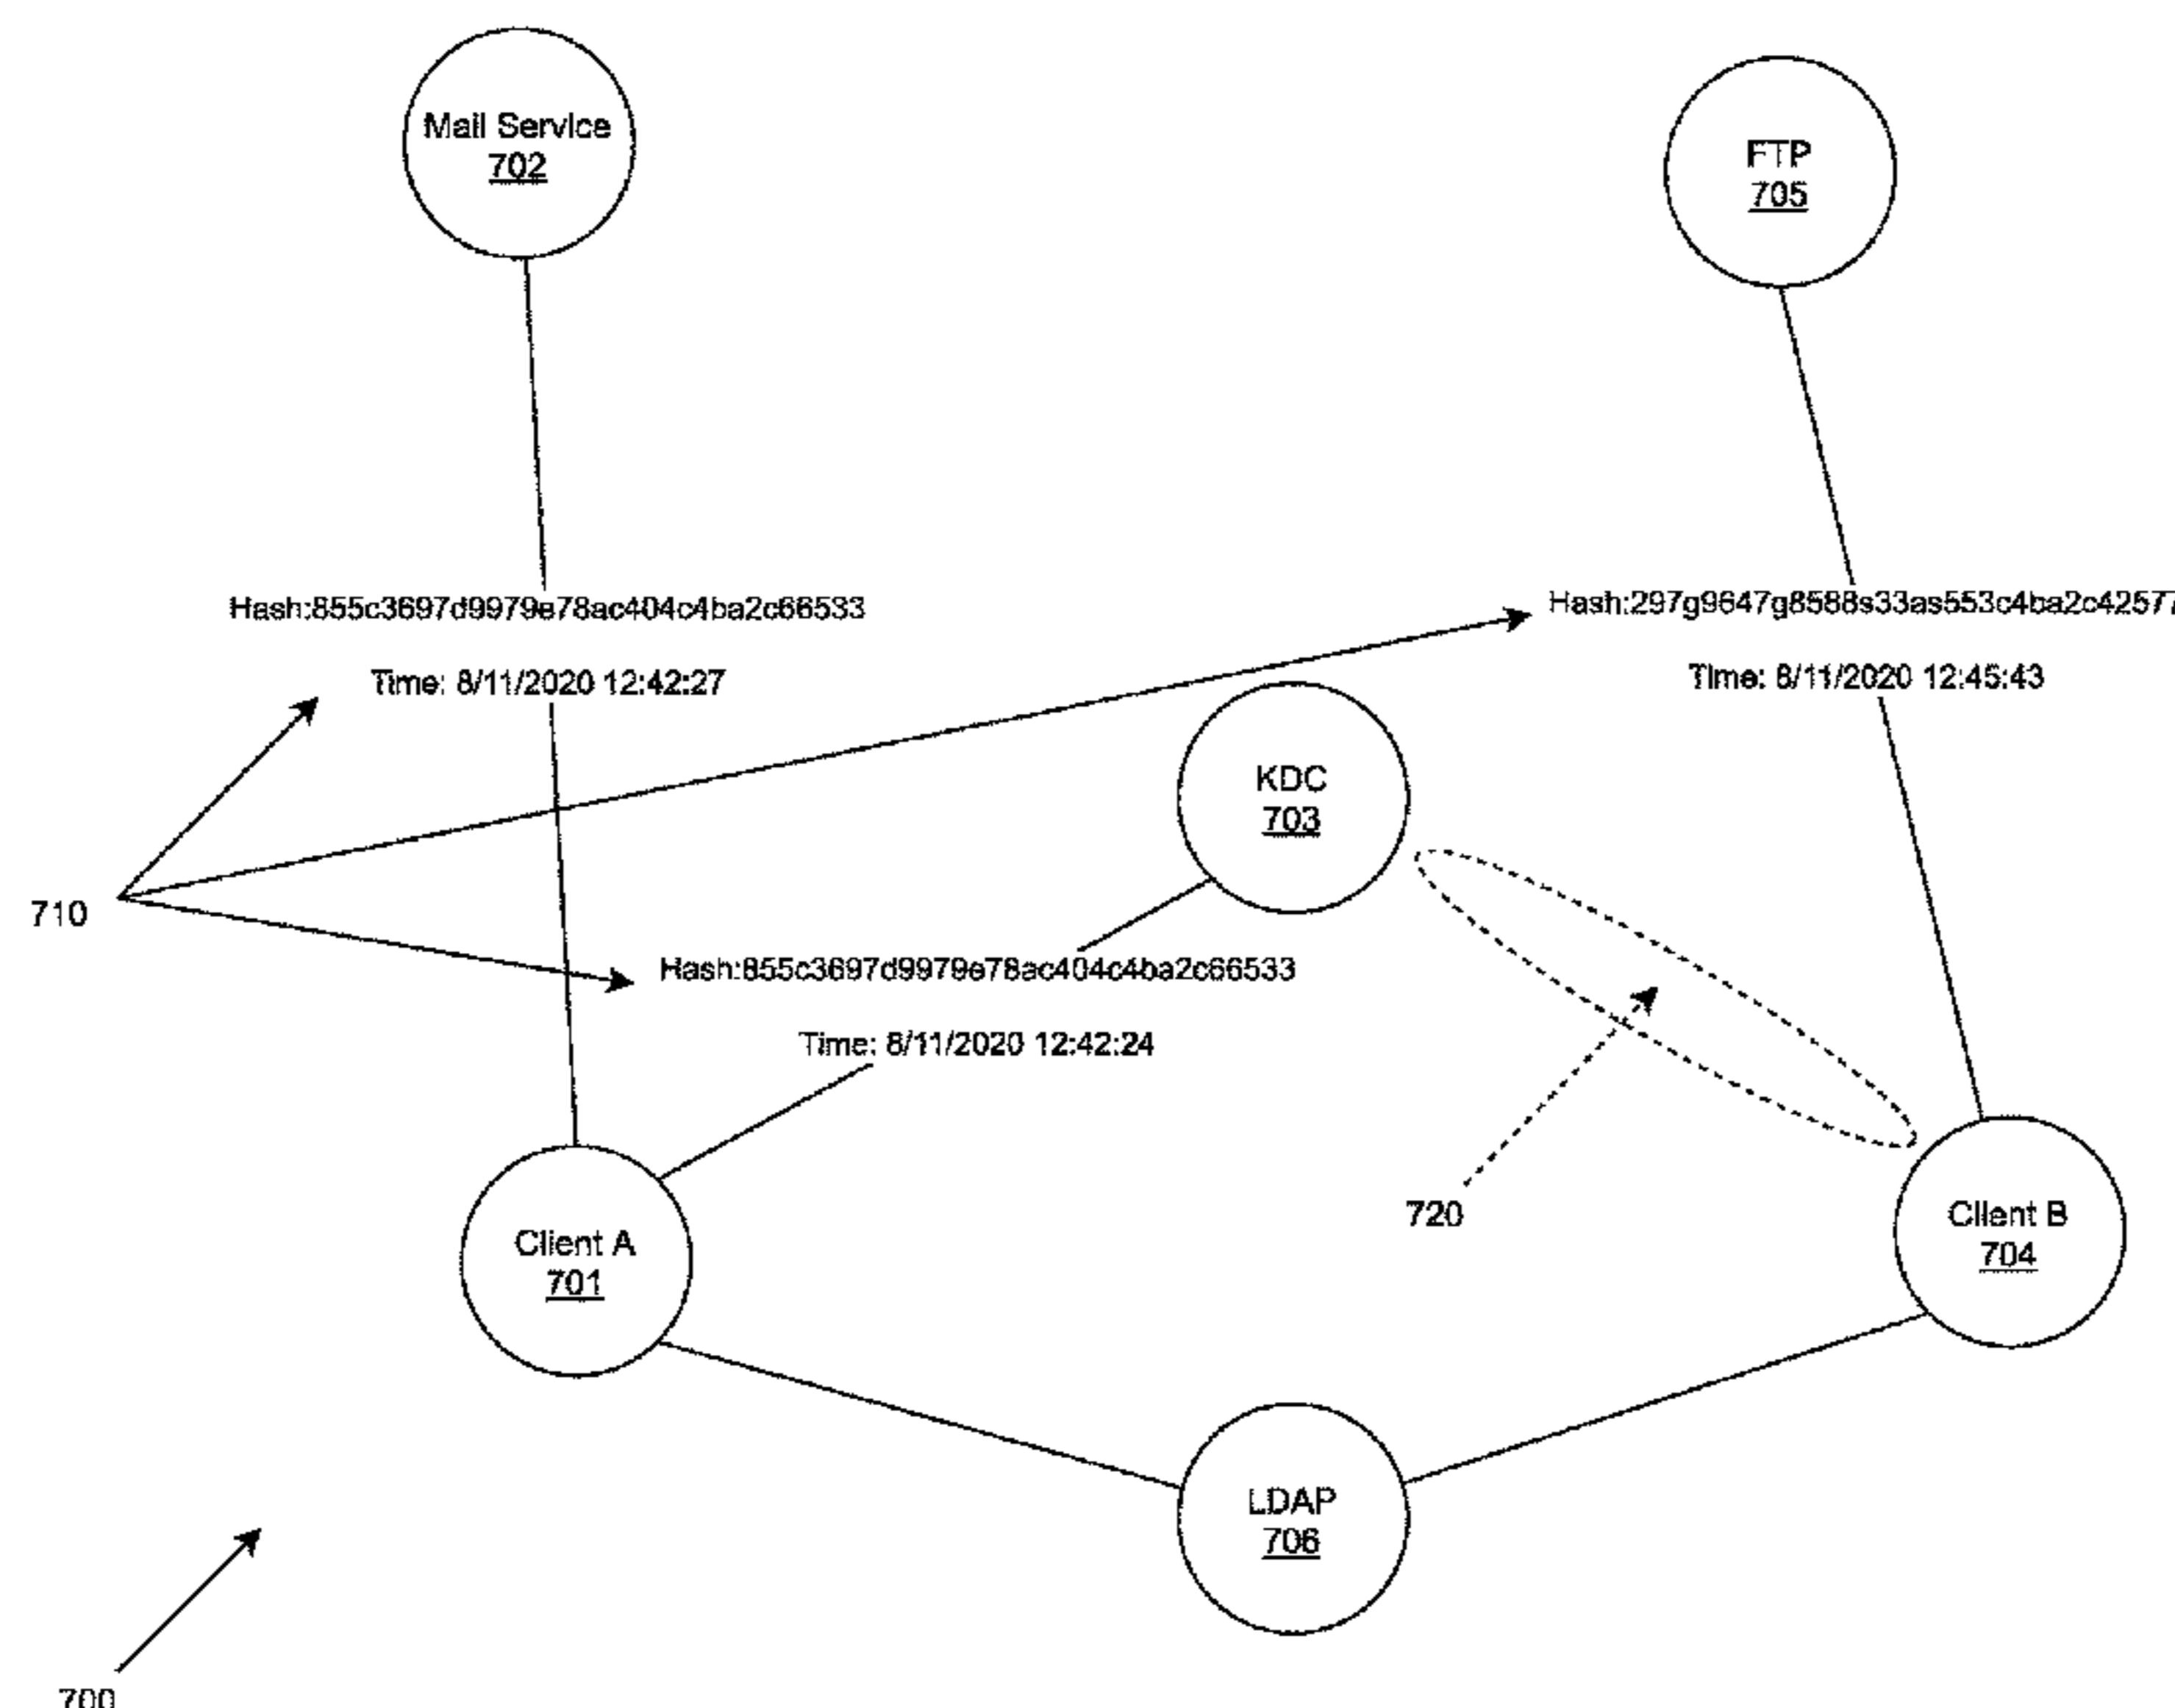 Mail Service
702
FTP
705
Hash:855c3697d9979e78ac404c4ba2c66533
Time: 8/11/2020 12:42:27
Hash:297g9647g8588s33as553c4ba2c42577
Time: 8/11/2020 12:45:43
KDC
703
710
Hash:855c3697d9979e78ac404c4ba2c66533
Time: 8/11/2020 12:42:24
720
Client A
701
Client B
704
LDAP
706
700